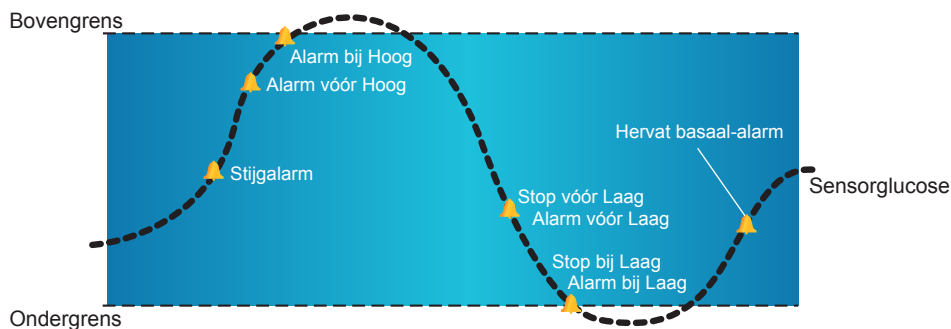 Bovengrens
Alarm bij Hoog
Alarm vóór Hoog
Stijgalarm
Hervat basaal-alarm
Sensorglucose
Stop vóór Laag
Alarm vóór Laag
Stop bij Laag
Alarm bij Laag
Ondergrens